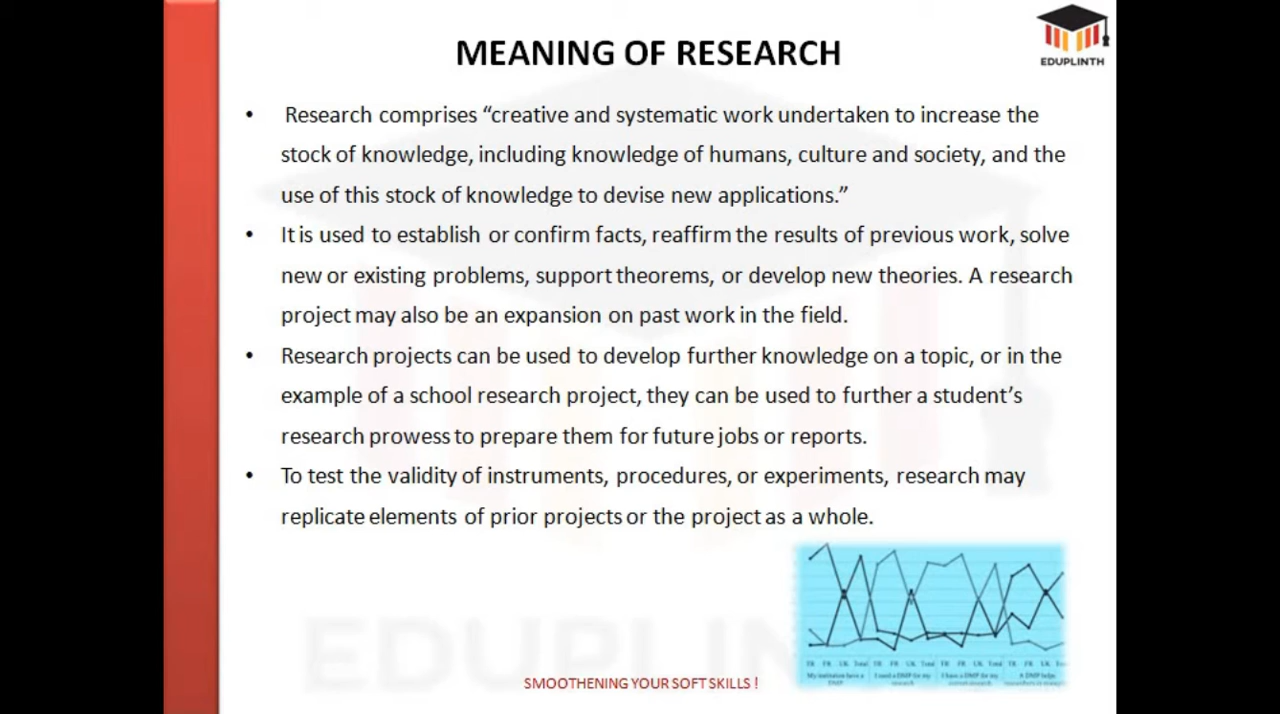 MEANING OF RESEARCH
EDUPLINTH
• Research comprises “creative and systematic work undertaken to increase the
stock of knowledge, including knowledge of humans, culture and society, and the
use of this stock of knowledge to devise new applications.”
• It is used to establish or confirm facts, reaffirm the results of previous work, solve
new or existing problems, support theorems, or develop new theories. A research
project may also be an expansion on past work in the field.
• Research projects can be used to develop further knowledge on a topic, or in the
example of a school research project, they can be used to further a student’s
research prowess to prepare them for future jobs or reports.
• To test the validity of instruments, procedures, or experiments, research may
replicate elements of prior projects or the project as a whole.
EDUPLINTH
SMOOTHENING YOUR SOFT SKILLS !